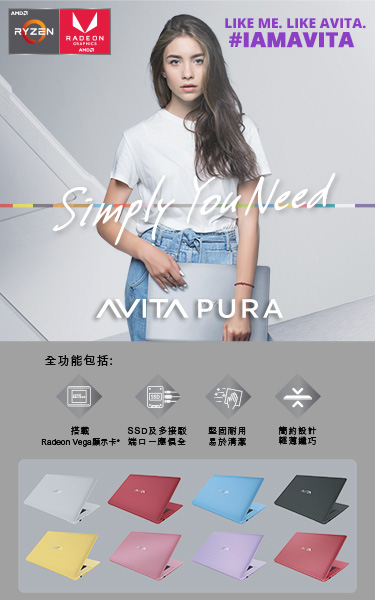 AMD
RYZEN
RADEON
GRAPHICS
AMD
LIKE ME. LIKE AVITA.
#IAMAVITA
Simply You Need
AVITA PURA
全功能包括:
搭載
Radeon Vega顯示卡*
SSD
SSD及多接駁
端口一應俱全
堅固耐用
易於清潔
簡約設計
輕薄纖巧